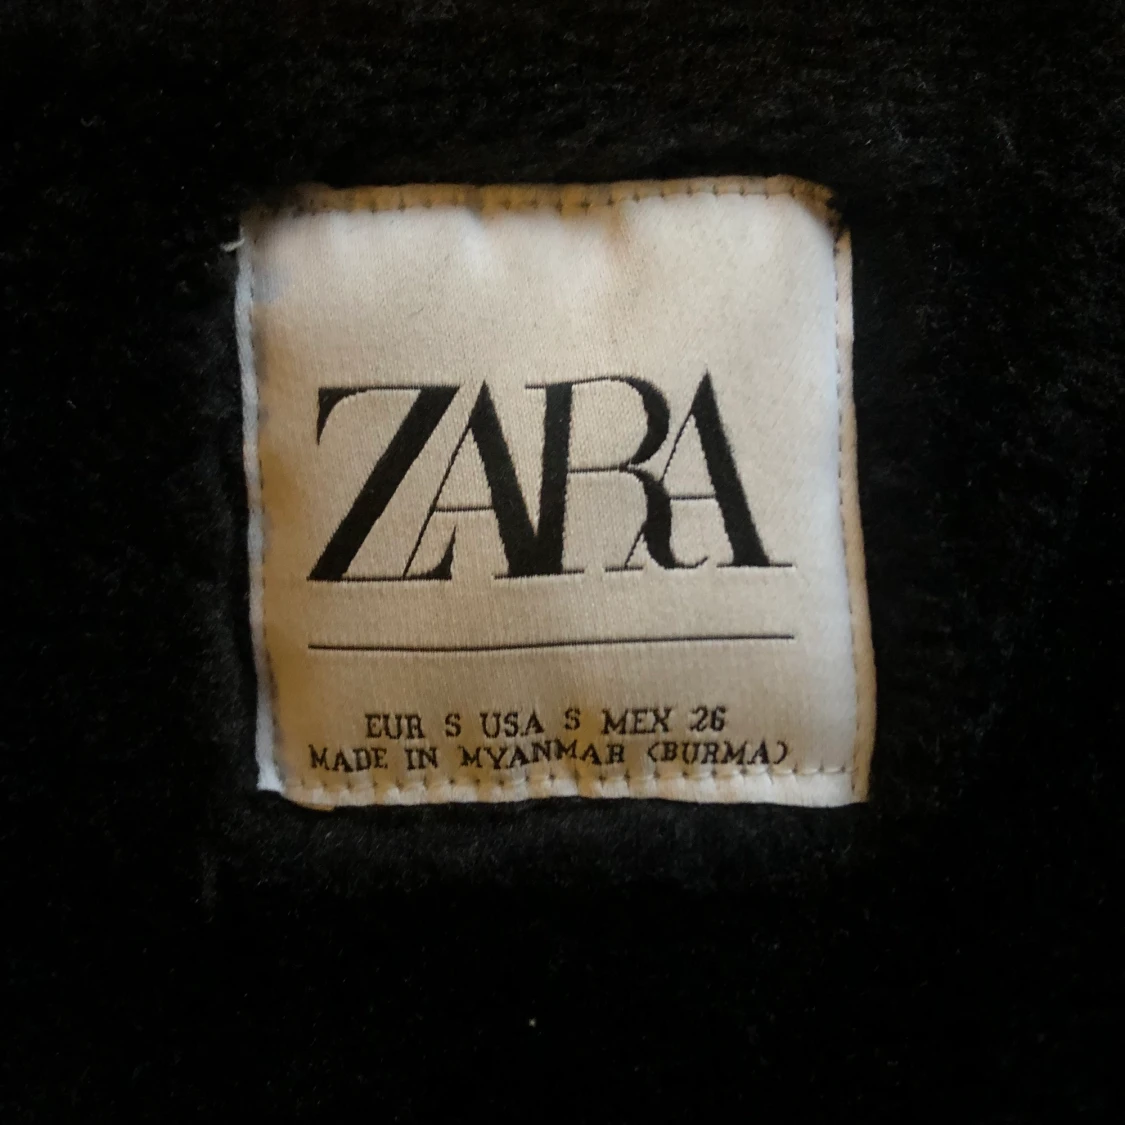 ZARA
EUR S USA S MEX 26
MADE IN MYANMAR (BURMA)